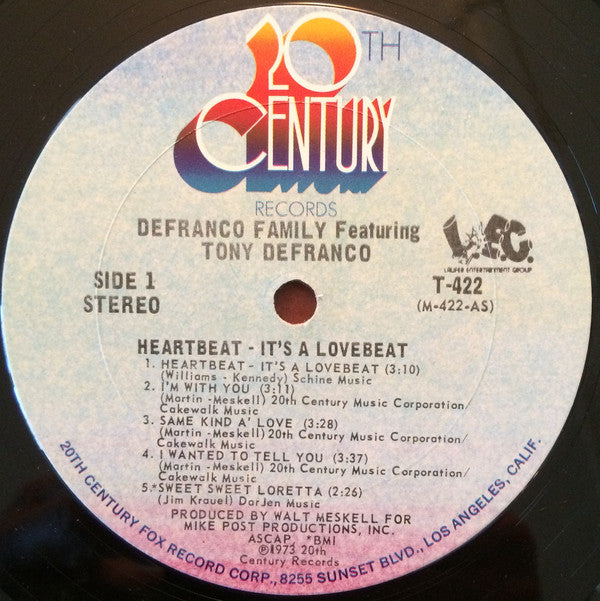 20TH
CENTURY
RECORDS
DEFRANCO FAMILY Featuring
TONY DEFRANCO
L.E.G.
LAUFER ENTERTAINMENT GROUP
SIDE 1
STEREO
T-422
(M-422-AS)
HEARTBEAT - IT'S A LOVEBEAT
1. HEARTBEAT - IT'S A LOVEBEAT (3:10)
(Williams - Kennedy) Schine Music
2. I'M WITH YOU (3:11)
(Martin -Meskell) 20th Century Music Corporation/
Cakewalk Music
3. SAME KIND A' LOVE (3:28)
(Martin -Meskell) 20th Century Music Corporation/
Cakewalk Music
4. I WANTED TO TELL YOU (3:37)
(Martin -Meskell) 20th Century Music Corporation/
Cakewalk Music
5.*SWEET SWEET LORETTA (2:26)
(Jim Krauel) DorJen Music
PRODUCED BY WALT MESKELL FOR
MIKE POST PRODUCTIONS, INC.
ASCAP *BMI
℗©1973 20th
Century Records
20TH CENTURY FOX RECORD CORP., 8255 SUNSET BLVD., LOS ANGELES, CALIF.